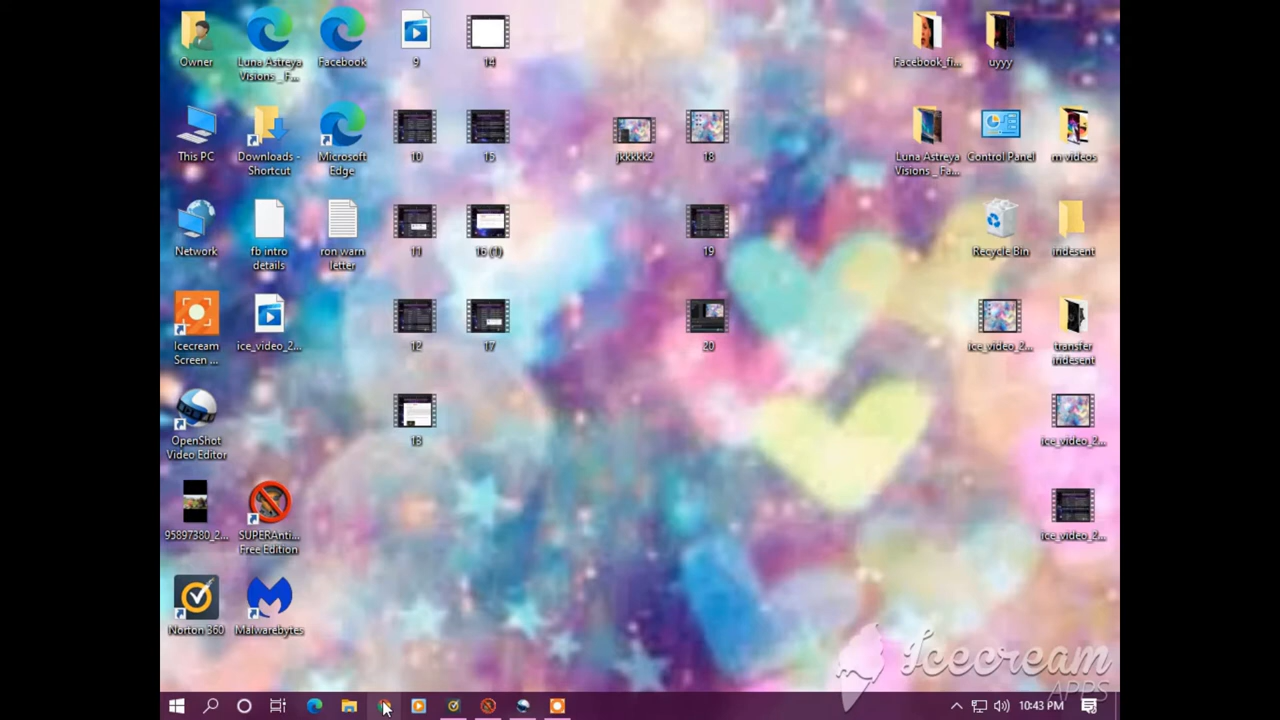 Owner
Luna Astreya
Visions _ Fa...
Facebook
9
14
Facebook_fi...
uyyy
This PC
Downloads -
Shortcut
Microsoft
Edge
10
15
jkkkkk2
18
Luna Astreya
Visions _ Fa...
Control Panel
m videos
Network
fb intro
details
ron warn
letter
11
16 (1)
19
Recycle Bin
iridesent
Icecream
Screen ...
ice_video_2...
12
17
20
ice_video_2...
transfer
iridesent
OpenShot
Video Editor
13
ice_video_2...
95897380_2...
SUPERAnti...
Free Edition
ice_video_2...
Norton 360
Malwarebytes
Icecream
APPS
10:43 PM